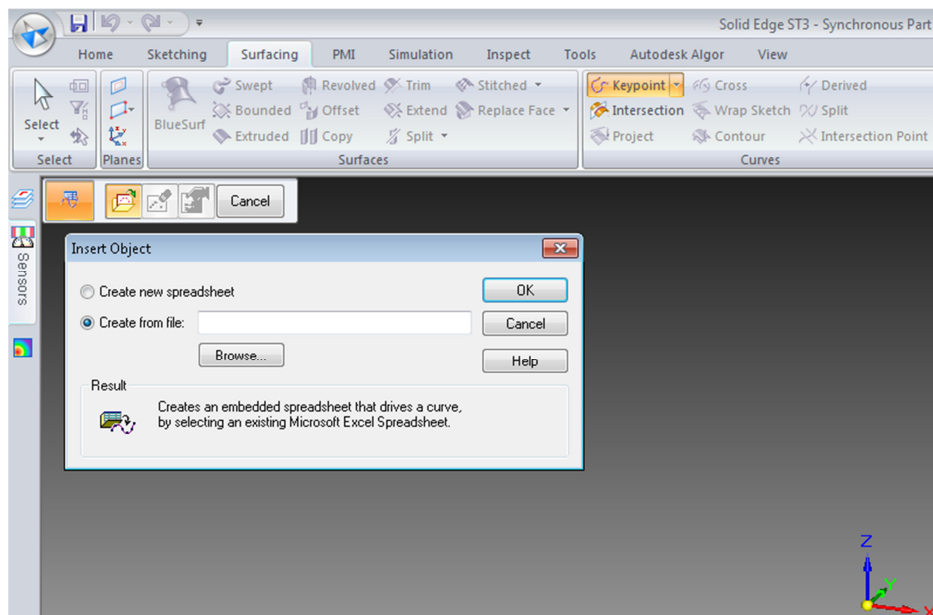 Solid Edge ST3 - Synchronous Part
Home Sketching Surfacing PMI Simulation Inspect Tools Autodesk Algor View
Swept Revolved Trim Stitched Keypoint Cross Derived
Select BlueSurf Bounded Offset Extend Replace Face Intersection Wrap Sketch Split
Extruded Copy Split Project Contour Intersection Point
Select Planes Surfaces Curves
Cancel
Sensors
Insert Object
Create new spreadsheet OK
Create from file: Cancel
Browse... Help
Result
Creates an embedded spreadsheet that drives a curve,
by selecting an existing Microsoft Excel Spreadsheet.
Z
Y
X